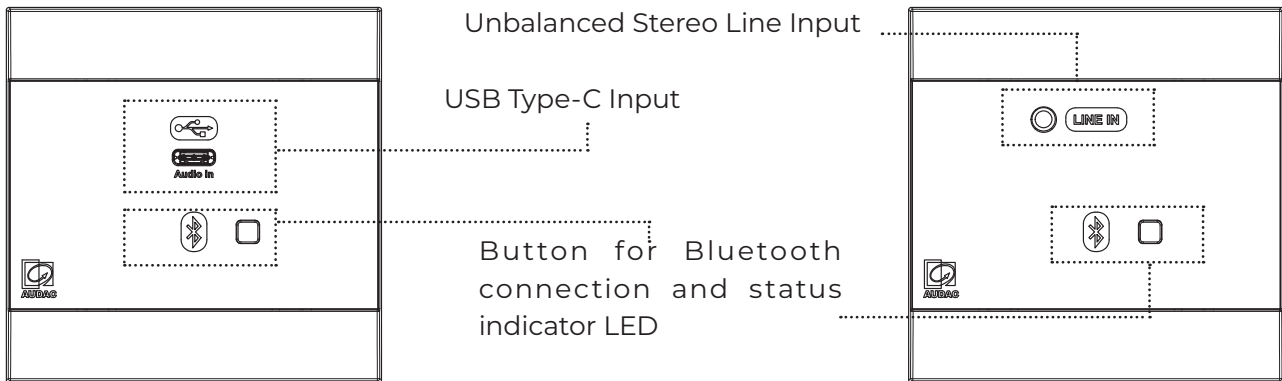 Unbalanced Stereo Line Input
USB Type-C Input
Audio In
AUDAC
LINE IN
Button for Bluetooth
connection and status
indicator LED
AUDAC